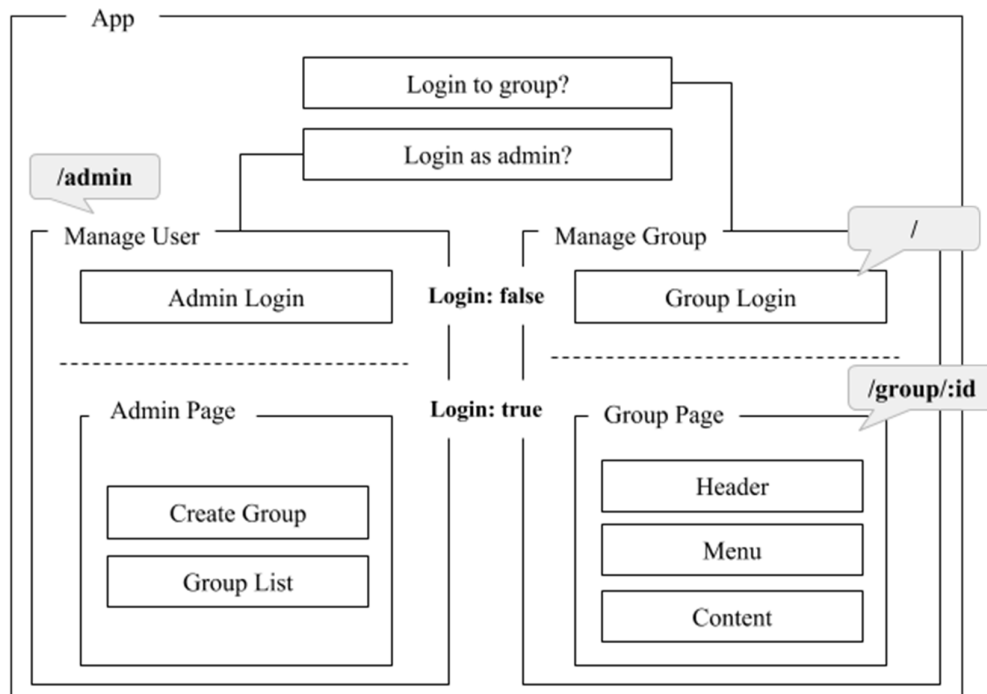 App
Login to group?
Login as admin?
/admin
/
Manage User
Manage Group
Admin Login
Login: false
Group Login
/group/:id
Admin Page
Login: true
Group Page
Header
Create Group
Menu
Group List
Content